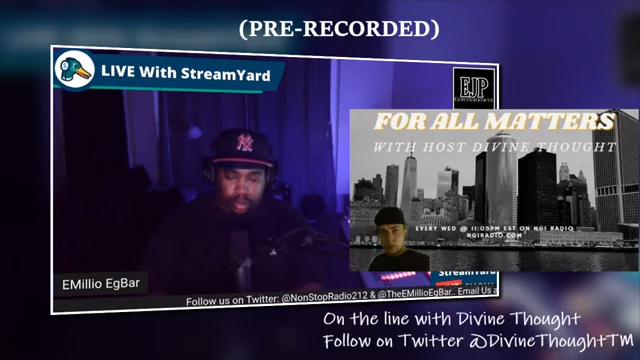 (PRE-RECORDED)
LIVE With StreamYard
EJP
FOR ALL MATTERS
WITH HOST DIVINE THOUGHT
EVERY WED @ 11:05PM EST ON NGI RADIO
NGIRADIO.COM
EMillio EgBar
StreamYard
Follow us on Twitter: @NonStopRadio212 & @TheEMillioEgBar.. Email Us a
On the line with Divine Thought
Follow on Twitter @DivineThoughtTM